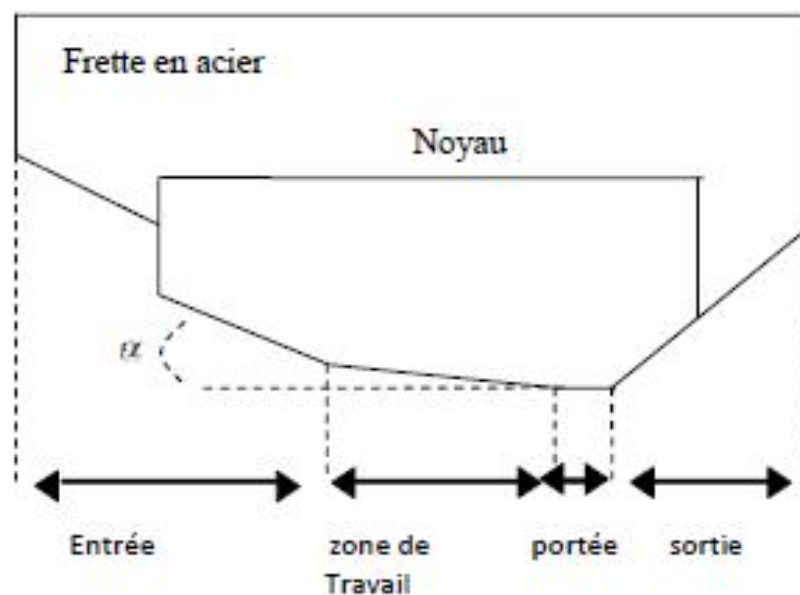 Frette en acier
Noyau
α
Entrée
zone de
Travail
portée
sortie